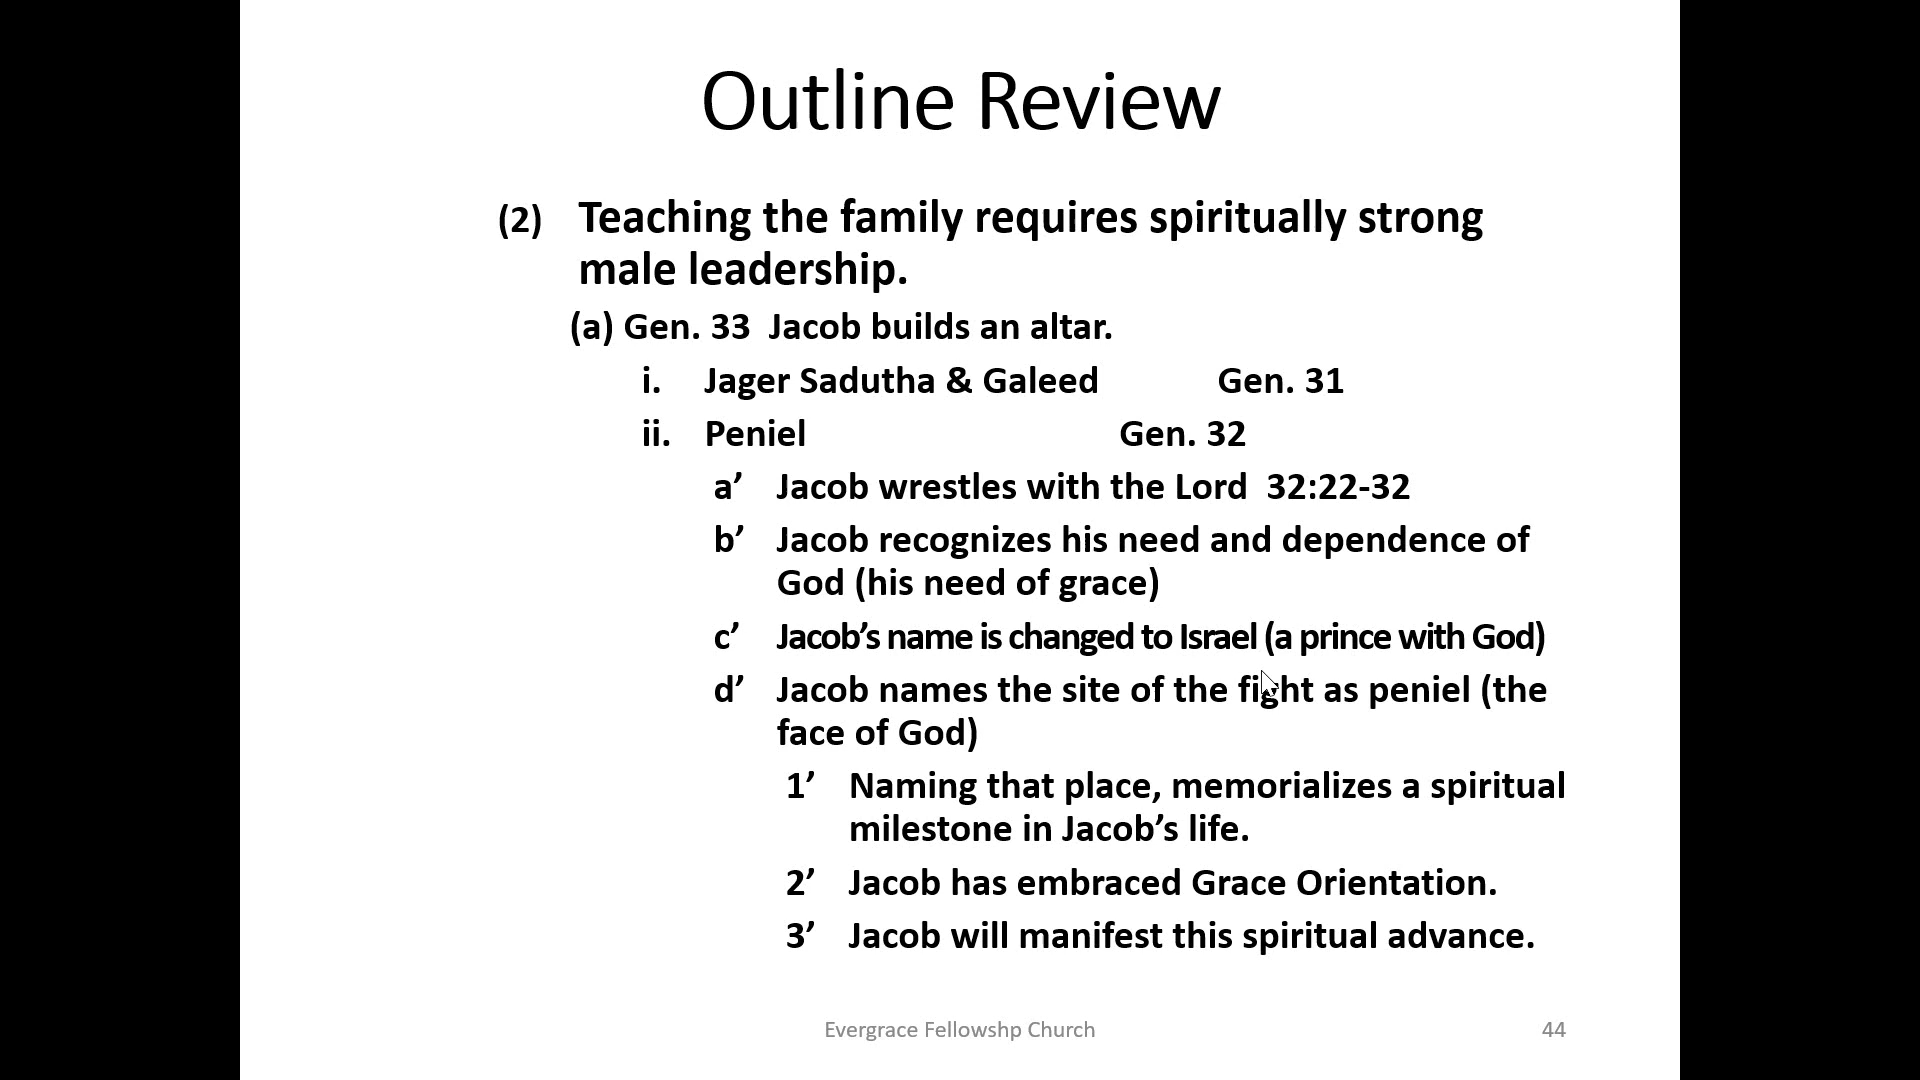 Outline Review
(2) Teaching the family requires spiritually strong
male leadership.
(a) Gen. 33 Jacob builds an altar.
i. Jager Sadutha & Galeed Gen. 31
ii. Peniel Gen. 32
a’ Jacob wrestles with the Lord 32:22-32
b’ Jacob recognizes his need and dependence of
God (his need of grace)
c’ Jacob’s name is changed to Israel (a prince with God)
d’ Jacob names the site of the fight as peniel (the
face of God)
1’ Naming that place, memorializes a spiritual
milestone in Jacob’s life.
2’ Jacob has embraced Grace Orientation.
3’ Jacob will manifest this spiritual advance.
Evergrace Fellowshp Church 44